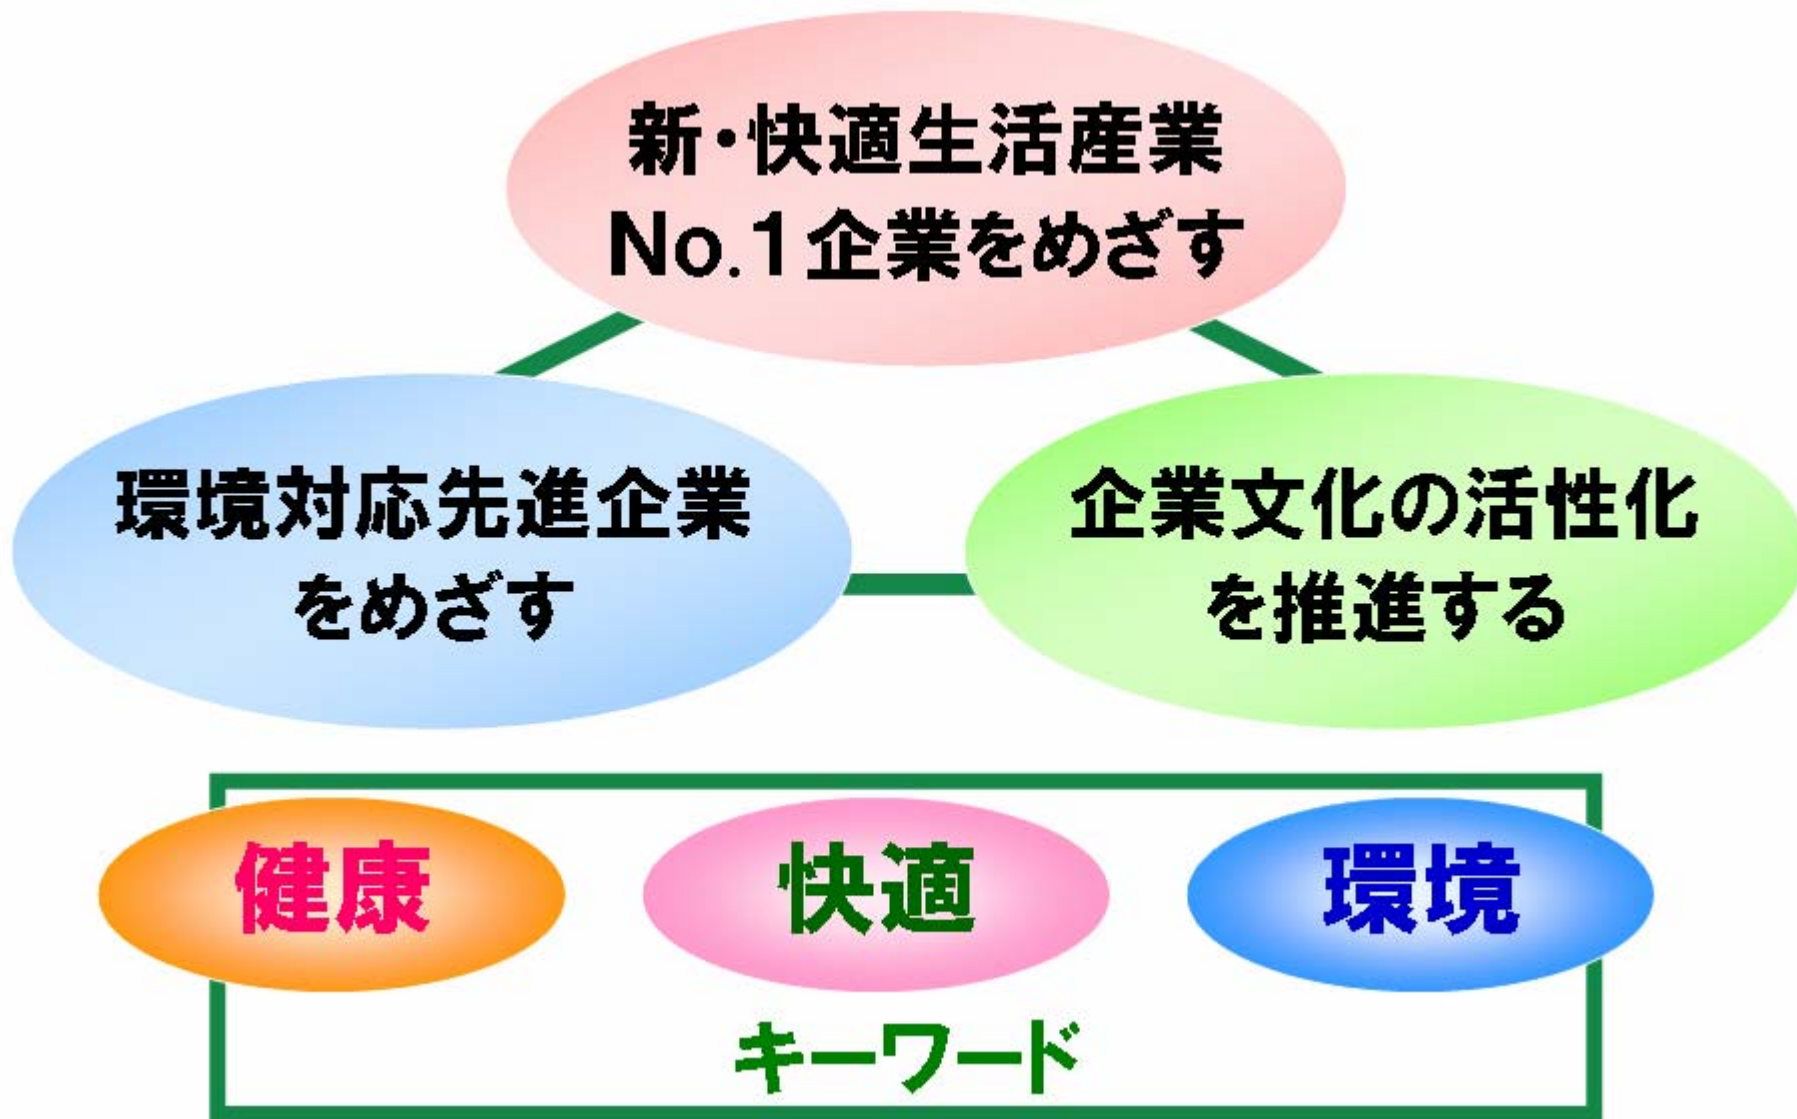 新・快適生活産業
No.1企業をめざす
環境対応先進企業
をめざす
企業文化の活性化
を推進する
健康
快適
環境
キーワード